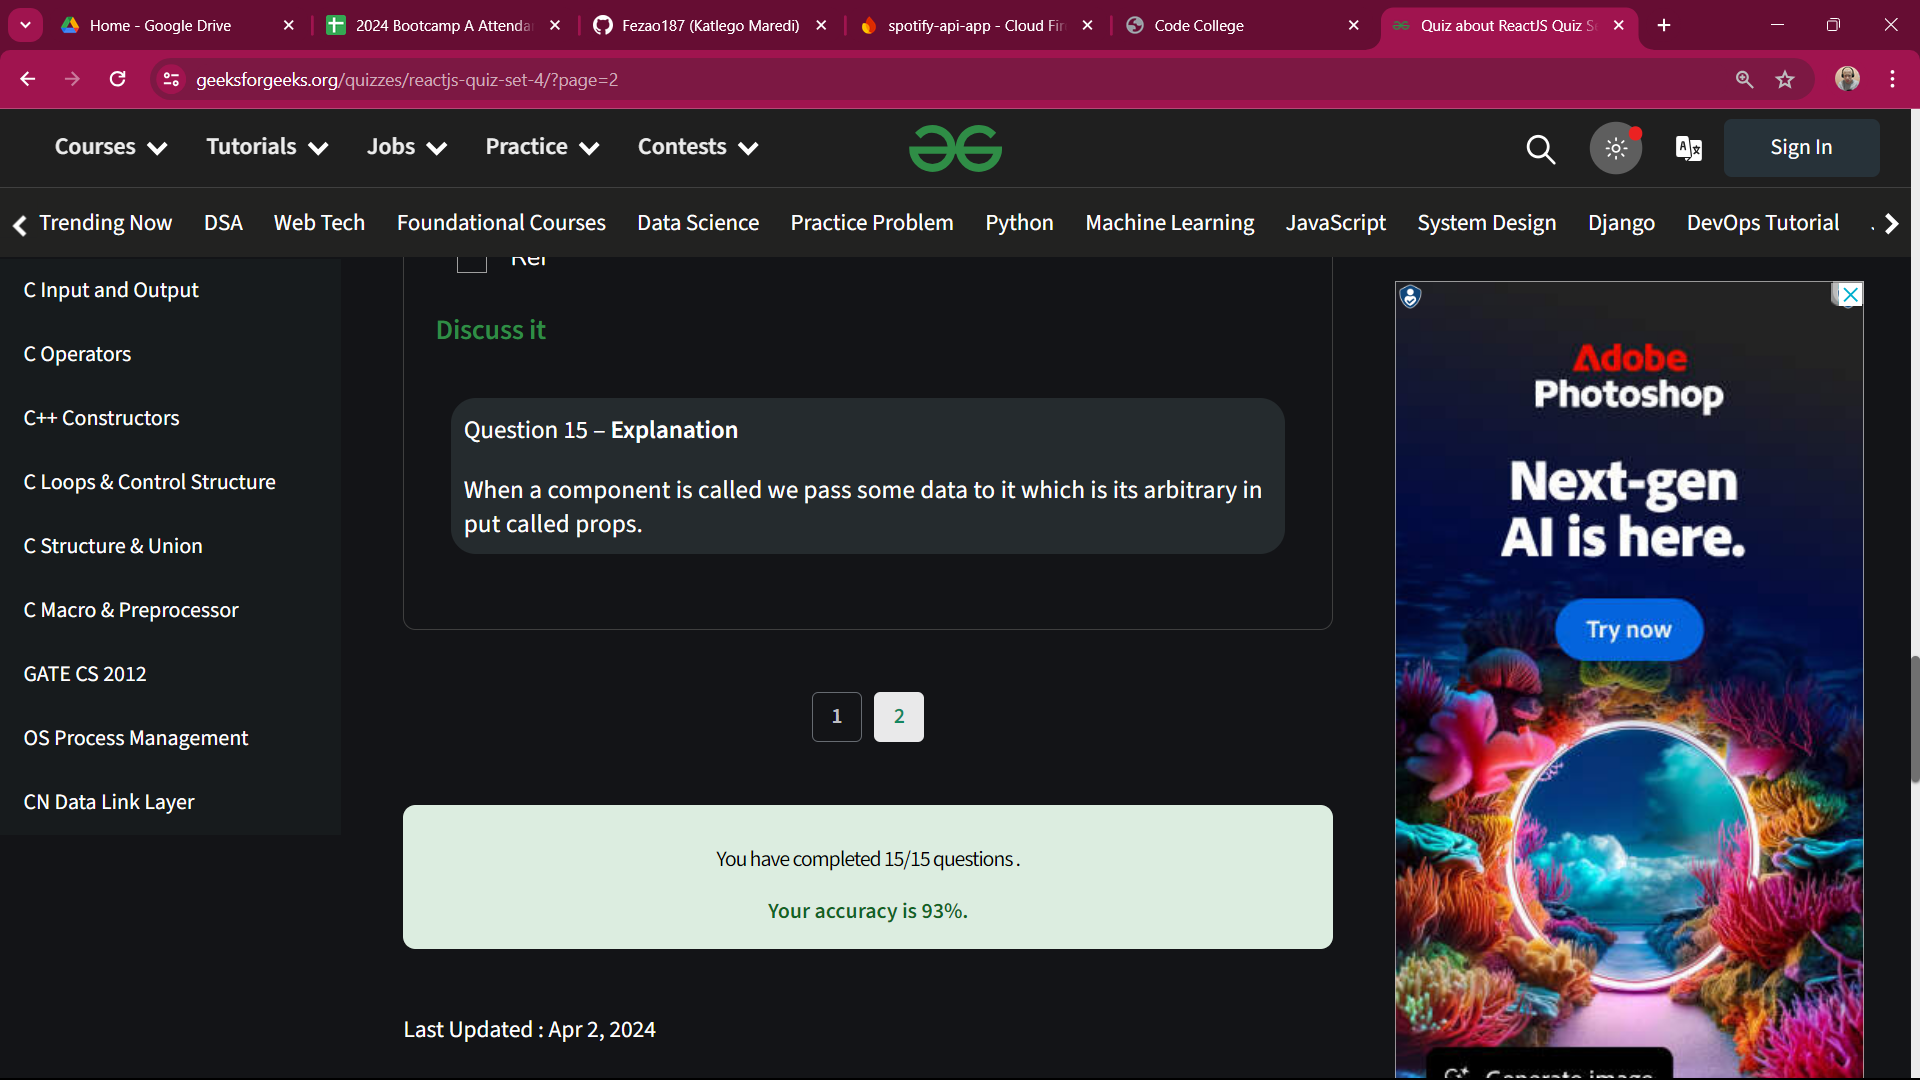 Home - Google Drive
2024 Bootcamp A Attenda
Fezao187 (Katlego Maredi)
spotify-api-app - Cloud Fir
Code College
Quiz about ReactJS Quiz S
geeksforgeeks.org/quizzes/reactjs-quiz-set-4/?page=2
Courses Tutorials Jobs Practice Contests
Sign In
Trending Now DSA Web Tech Foundational Courses Data Science Practice Problem Python Machine Learning JavaScript System Design Django DevOps Tutorial
C Input and Output
C Operators
C++ Constructors
C Loops & Control Structure
C Structure & Union
C Macro & Preprocessor
GATE CS 2012
OS Process Management
CN Data Link Layer
Ref
Discuss it
Question 15 – Explanation
When a component is called we pass some data to it which is its arbitrary in
put called props.
1 2
You have completed 15/15 questions .
Your accuracy is 93%.
Last Updated : Apr 2, 2024
Adobe
Photoshop
Next-gen
AI is here.
Try now
Generate image